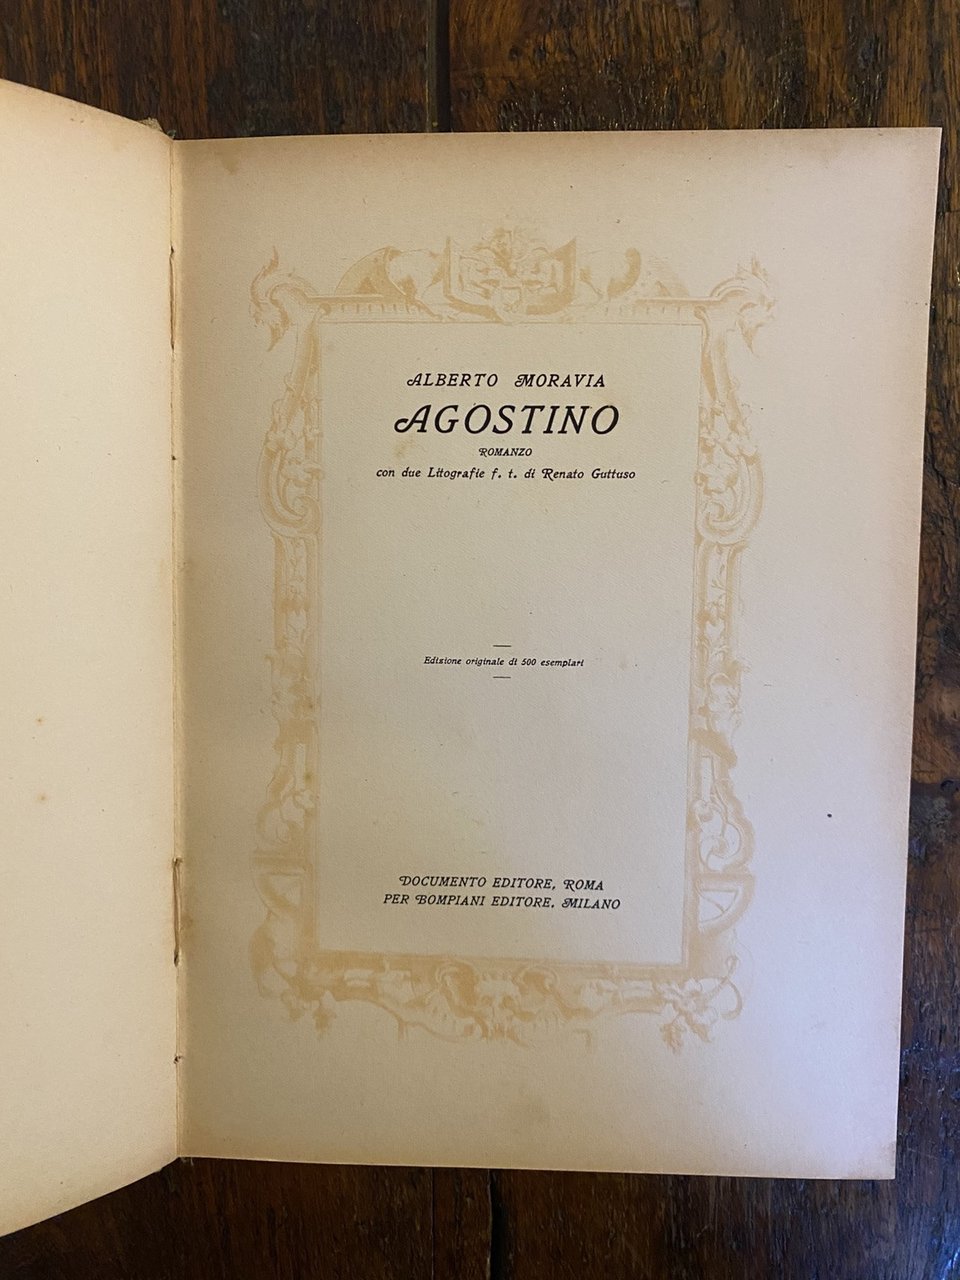 ALBERTO MORAVIA
AGOSTINO
ROMANZO
con due Litografie f. t. di Renato Guttuso
Edizione originale di 500 esemplari
DOCUMENTO EDITORE, ROMA
PER BOMPIANI EDITORE, MILANO